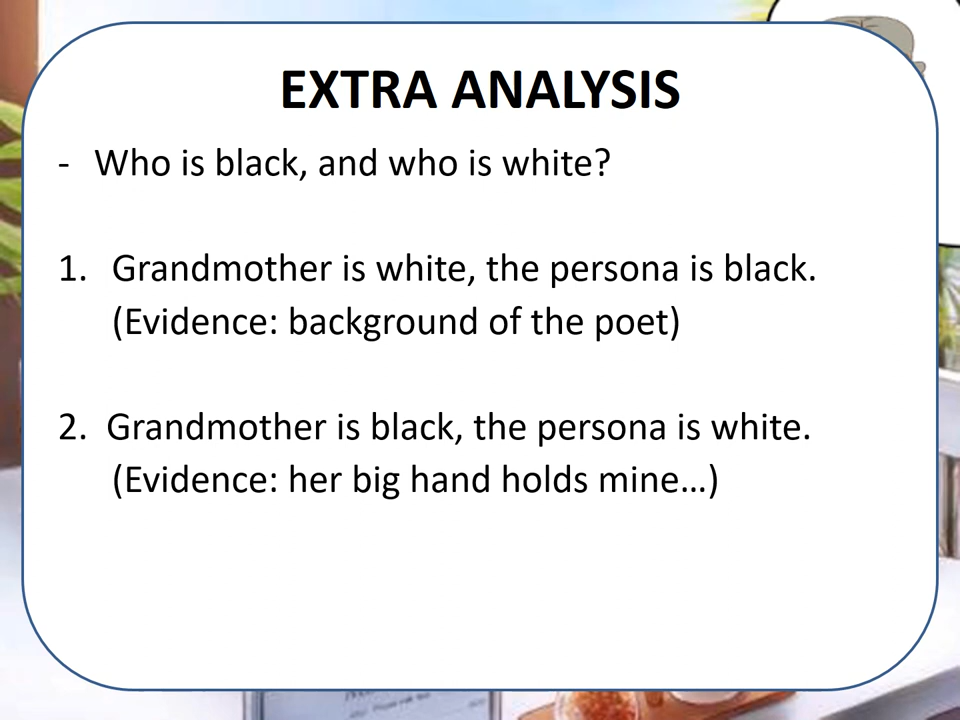 EXTRA ANALYSIS
- Who is black, and who is white?
1. Grandmother is white, the persona is black.
(Evidence: background of the poet)
2. Grandmother is black, the persona is white.
(Evidence: her big hand holds mine…)